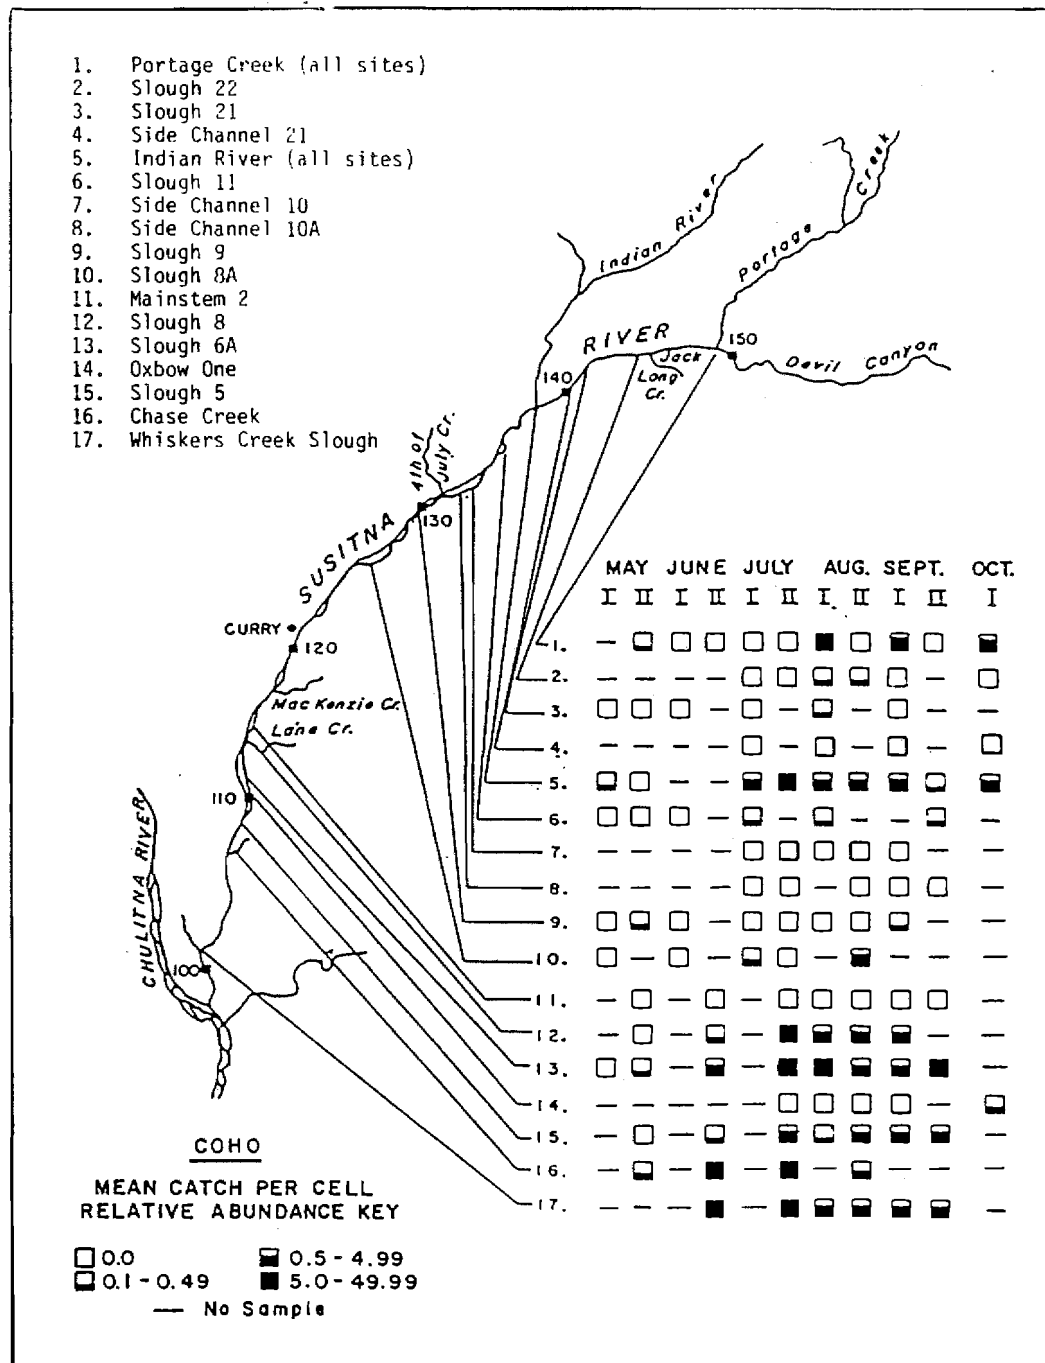 1. Portage Creek (all sites)
2. Slough 22
3. Slough 21
4. Side Channel 21
5. Indian River (all sites)
6. Slough 11
7. Side Channel 10
8. Side Channel 10A
9. Slough 9
10. Slough 8A
11. Mainstem 2
12. Slough 8
13. Slough 6A
14. Oxbow One
15. Slough 5
16. Chase Creek
17. Whiskers Creek Slough
Indian River
Portage Creek
RIVER
Jack
Long
Cr.
150
Devil Canyon
140
4th of
July Cr.
130
SUSITNA
CURRY
120
Mac Kenzie Cr.
Lane Cr.
110
CHULITNA RIVER
100
MAY JUNE JULY AUG. SEPT. OCT.
I II I II I II I II I II I
1. —
2. — — — — —
3. — — — —
4. — — — — — — —
5. — —
6. — — — —
7. — — — — — —
8. — — — — — —
9. — — —
10. — — — —
11. — — — —
12. — — — —
13. — — —
14. — — — — — —
15. — — — —
16. — — — — — — —
17. — — — — —
COHO
MEAN CATCH PER CELL
RELATIVE ABUNDANCE KEY
0.0 0.5 - 4.99
0.1 - 0.49 5.0 - 49.99
— No Sample